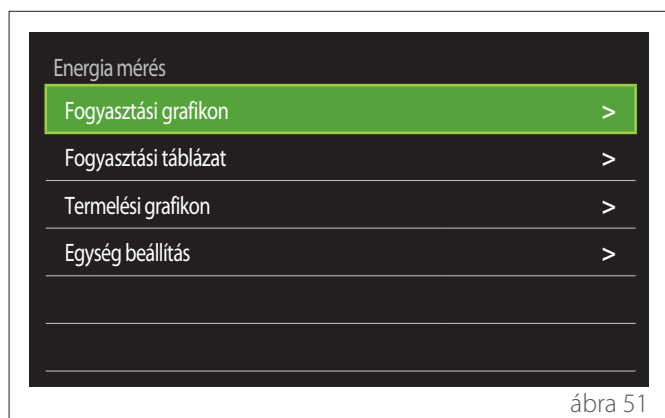 Energia mérés
Fogyasztási grafikon >
Fogyasztási táblázat >
Termelési grafikon >
Egység beállítás >
ábra 51